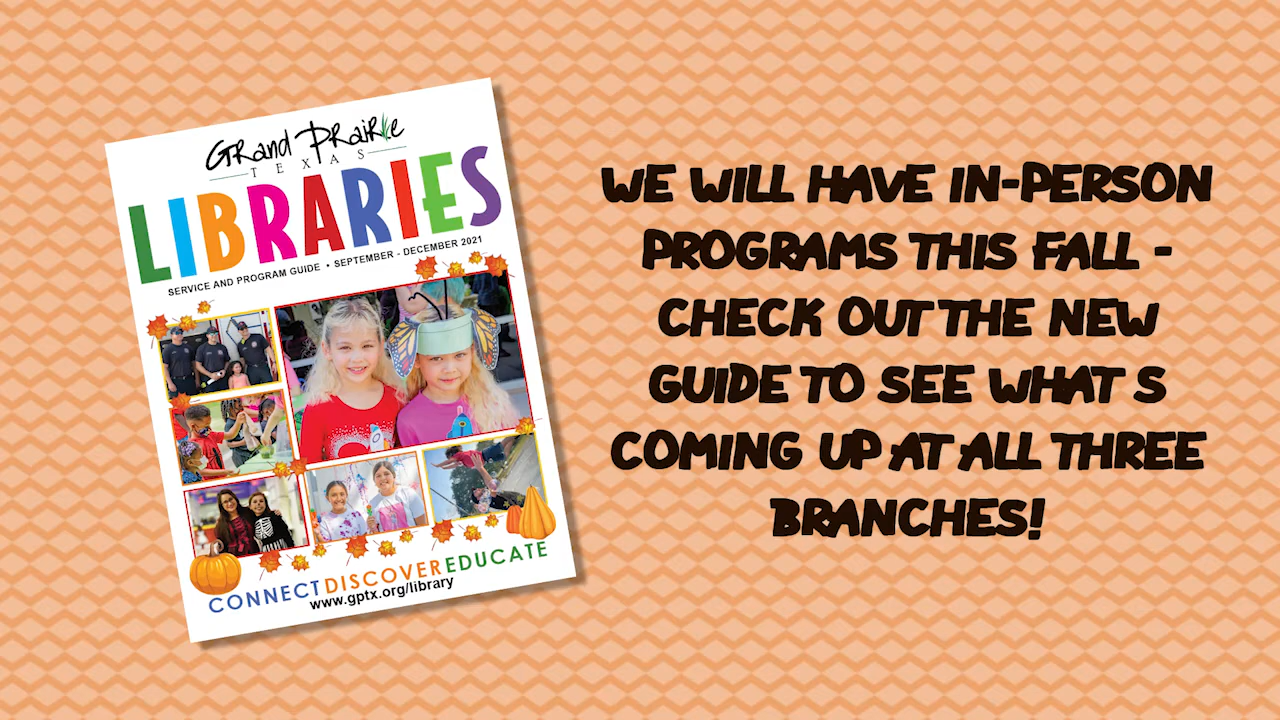 Grand Prairie
TEXAS
LIBRARIES
SERVICE AND PROGRAM GUIDE • SEPTEMBER - DECEMBER 2021
CONNECTDISCOVEREDUCATE
www.gptx.org/library
WE WILL HAVE IN-PERSON
PROGRAMS THIS FALL -
CHECK OUT THE NEW
GUIDE TO SEE WHAT S
COMING UP AT ALL THREE
BRANCHES!